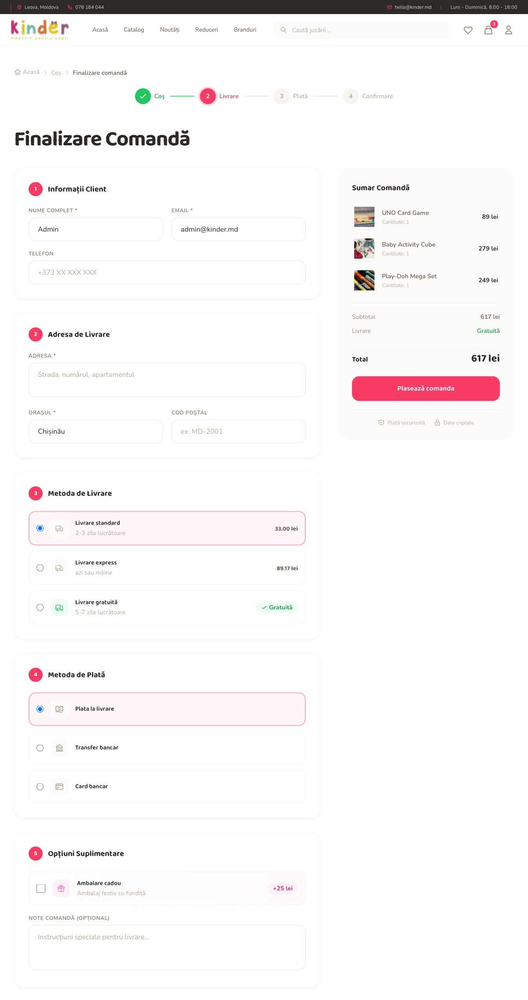 Leova, Moldova 078 184 044 hello@kinder.md | Luni - Duminică, 8:00 - 18:00
kinder
magazin pentru copii
Acasă Catalog Noutăți Reduceri Branduri Caută jucării... 3
Acasă > Coș > Finalizare comandă
Coș 2 Livrare 3 Plată 4 Confirmare
Finalizare Comandă
1 Informații Client
NUME COMPLET * EMAIL *
Admin admin@kinder.md
TELEFON
+373 XX XXX XXX
2 Adresa de Livrare
ADRESA *
Strada, numărul, apartamentul
ORAȘUL * COD POȘTAL
Chișinău ex. MD-2001
3 Metoda de Livrare
Livrare standard
2-3 zile lucrătoare
33.00 lei
Livrare express
azi sau mâine
89.17 lei
Livrare gratuită
5-7 zile lucrătoare
Gratuită
4 Metoda de Plată
Plata la livrare
Transfer bancar
Card bancar
5 Opțiuni Suplimentare
Ambalare cadou
Ambalaj festiv cu fundiță
+25 lei
NOTE COMANDĂ (OPȚIONAL)
Instrucțiuni speciale pentru livrare...
Sumar Comandă
UNO Card Game
Cantitate: 1
89 lei
Baby Activity Cube
Cantitate: 1
279 lei
Play-Doh Mega Set
Cantitate: 1
249 lei
Subtotal 617 lei
Livrare Gratuită
Total 617 lei
Plasează comanda
Plată securizată Date criptate